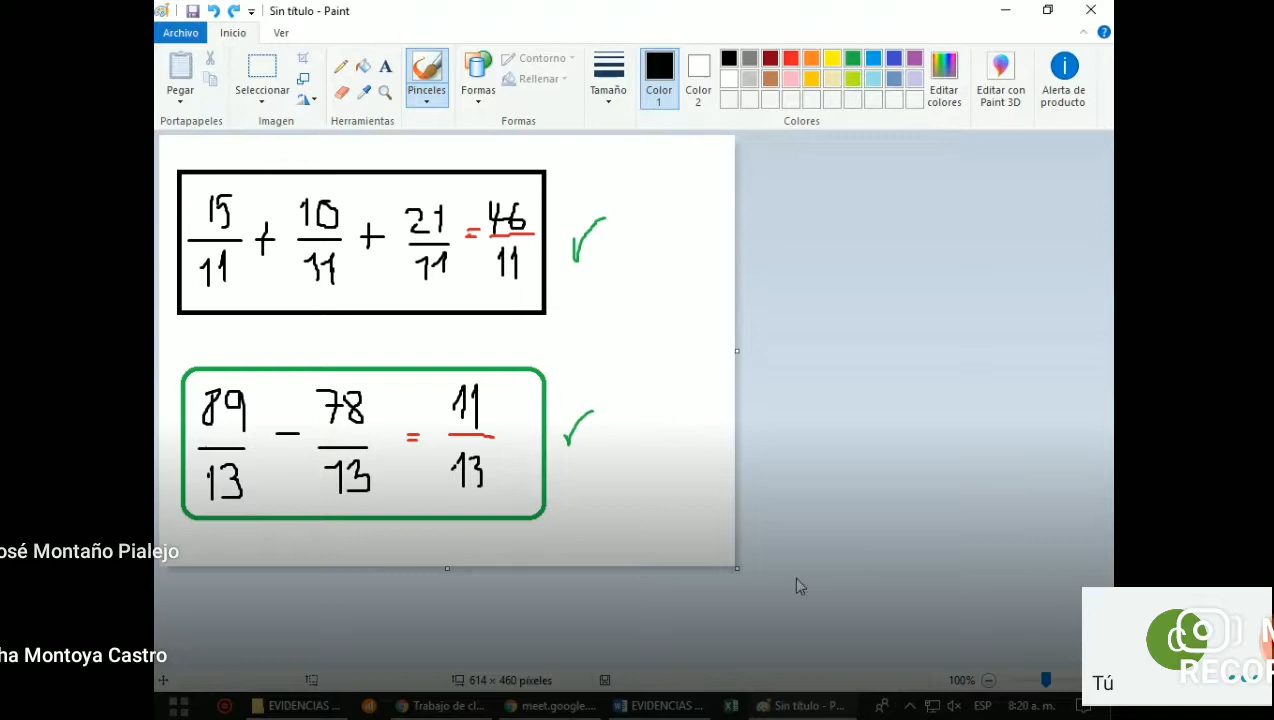 Sin título - Paint
Archivo Inicio Ver
Pegar
Seleccionar
Pinceles
Formas
Contorno
Rellenar
Tamaño
Color 1
Color 2
Editar colores
Editar con Paint 3D
Alerta de producto
Portapapeles Imagen Herramientas Formas Colores
15/11 + 10/11 + 21/11 = 46/11
89/13 - 78/13 = 11/13
osé Montaño Pialejo
ha Montoya Castro
Tú
RECOR
614 × 460 píxeles
100%
EVIDENCIAS ...
Trabajo de cl...
meet.google....
EVIDENCIAS ...
Sin título - P...
ESP
8:20 a. m.